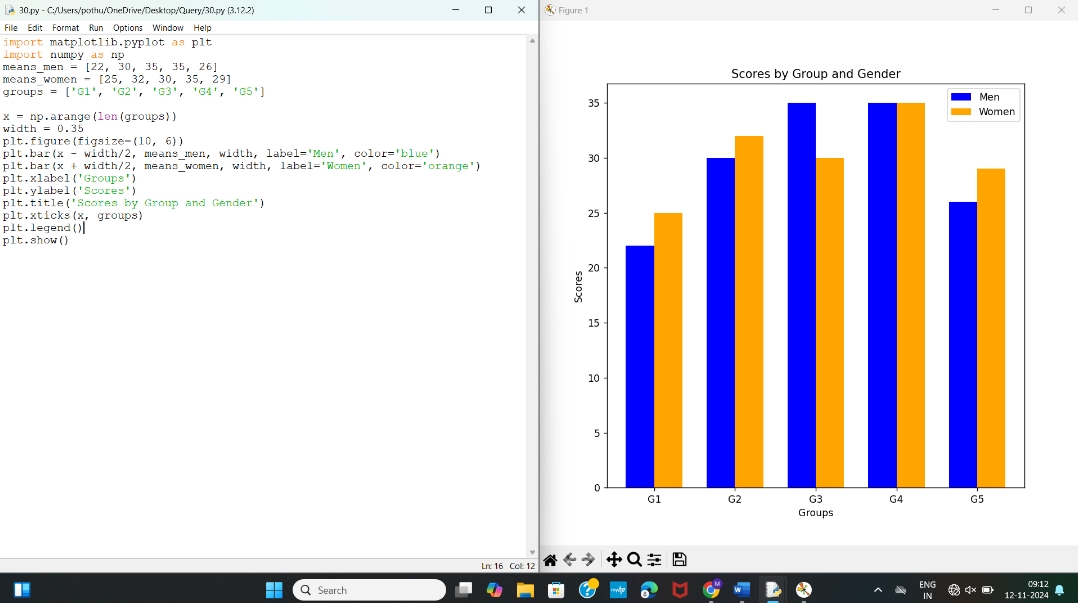 30.py - C:/Users/pothu/OneDrive/Desktop/Query/30.py (3.12.2)
File Edit Format Run Options Window Help
import matplotlib.pyplot as plt
import numpy as np
means_men = [22, 30, 35, 35, 26]
means_women = [25, 32, 30, 35, 29]
groups = ['G1', 'G2', 'G3', 'G4', 'G5']
x = np.arange(len(groups))
width = 0.35
plt.figure(figsize=(10, 6))
plt.bar(x - width/2, means_men, width, label='Men', color='blue')
plt.bar(x + width/2, means_women, width, label='Women', color='orange')
plt.xlabel('Groups')
plt.ylabel('Scores')
plt.title('Scores by Group and Gender')
plt.xticks(x, groups)
plt.legend()
plt.show()
Ln: 16 Col: 12
Figure 1
Scores by Group and Gender
Men
Women
35
30
25
20
15
10
5
0
Scores
G1 G2 G3 G4 G5
Groups
Search
M
W
ENG
IN
09:12
12-11-2024